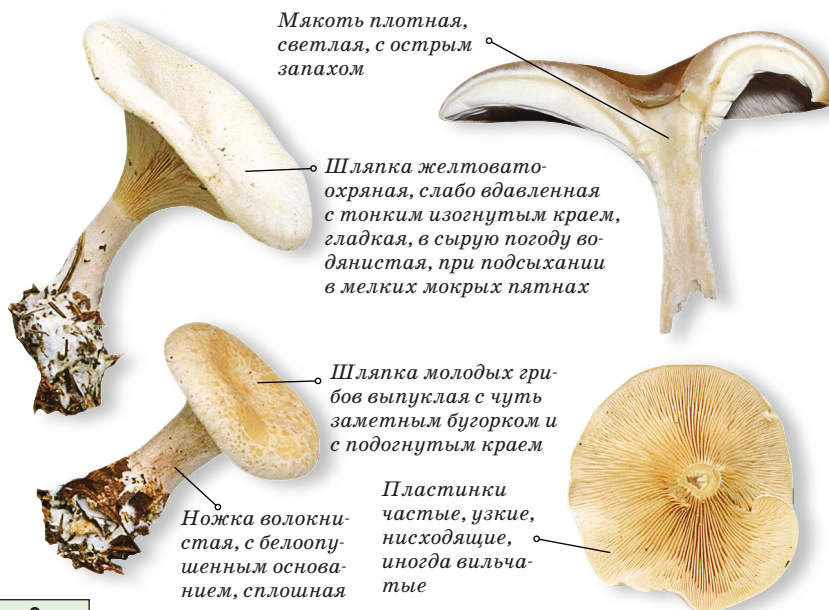 Мякоть плотная,
светлая, с острым
запахом
Шляпка желтовато-
охряная, слабо вдавленная
с тонким изогнутым краем,
гладкая, в сырую погоду во-
дянистая, при подсыхании
в мелких мокрых пятнах
Шляпка молодых гри-
бов выпуклая с чуть
заметным бугорком и
с подогнутым краем
Ножка волокни-
стая, с белоопу-
шенным основа-
нием, сплошная
Пластинки
частые, узкие,
нисходящие,
иногда вильча-
тые